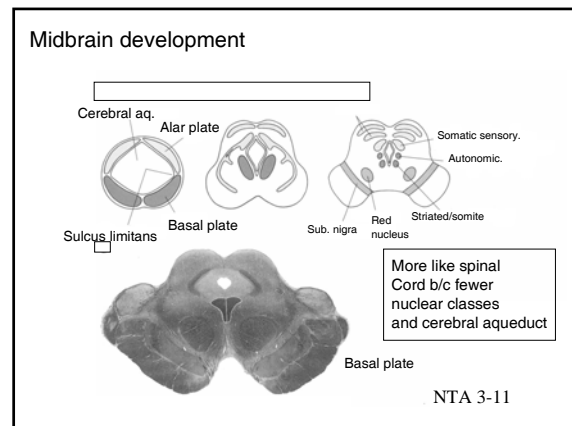 Midbrain development
Cerebral aq.
Alar plate
Somatic sensory.
Autonomic.
Striated/somite
Basal plate
Sulcus limitans
Sub. nigra
Red
nucleus
More like spinal
Cord b/c fewer
nuclear classes
and cerebral aqueduct
Basal plate
NTA 3-11